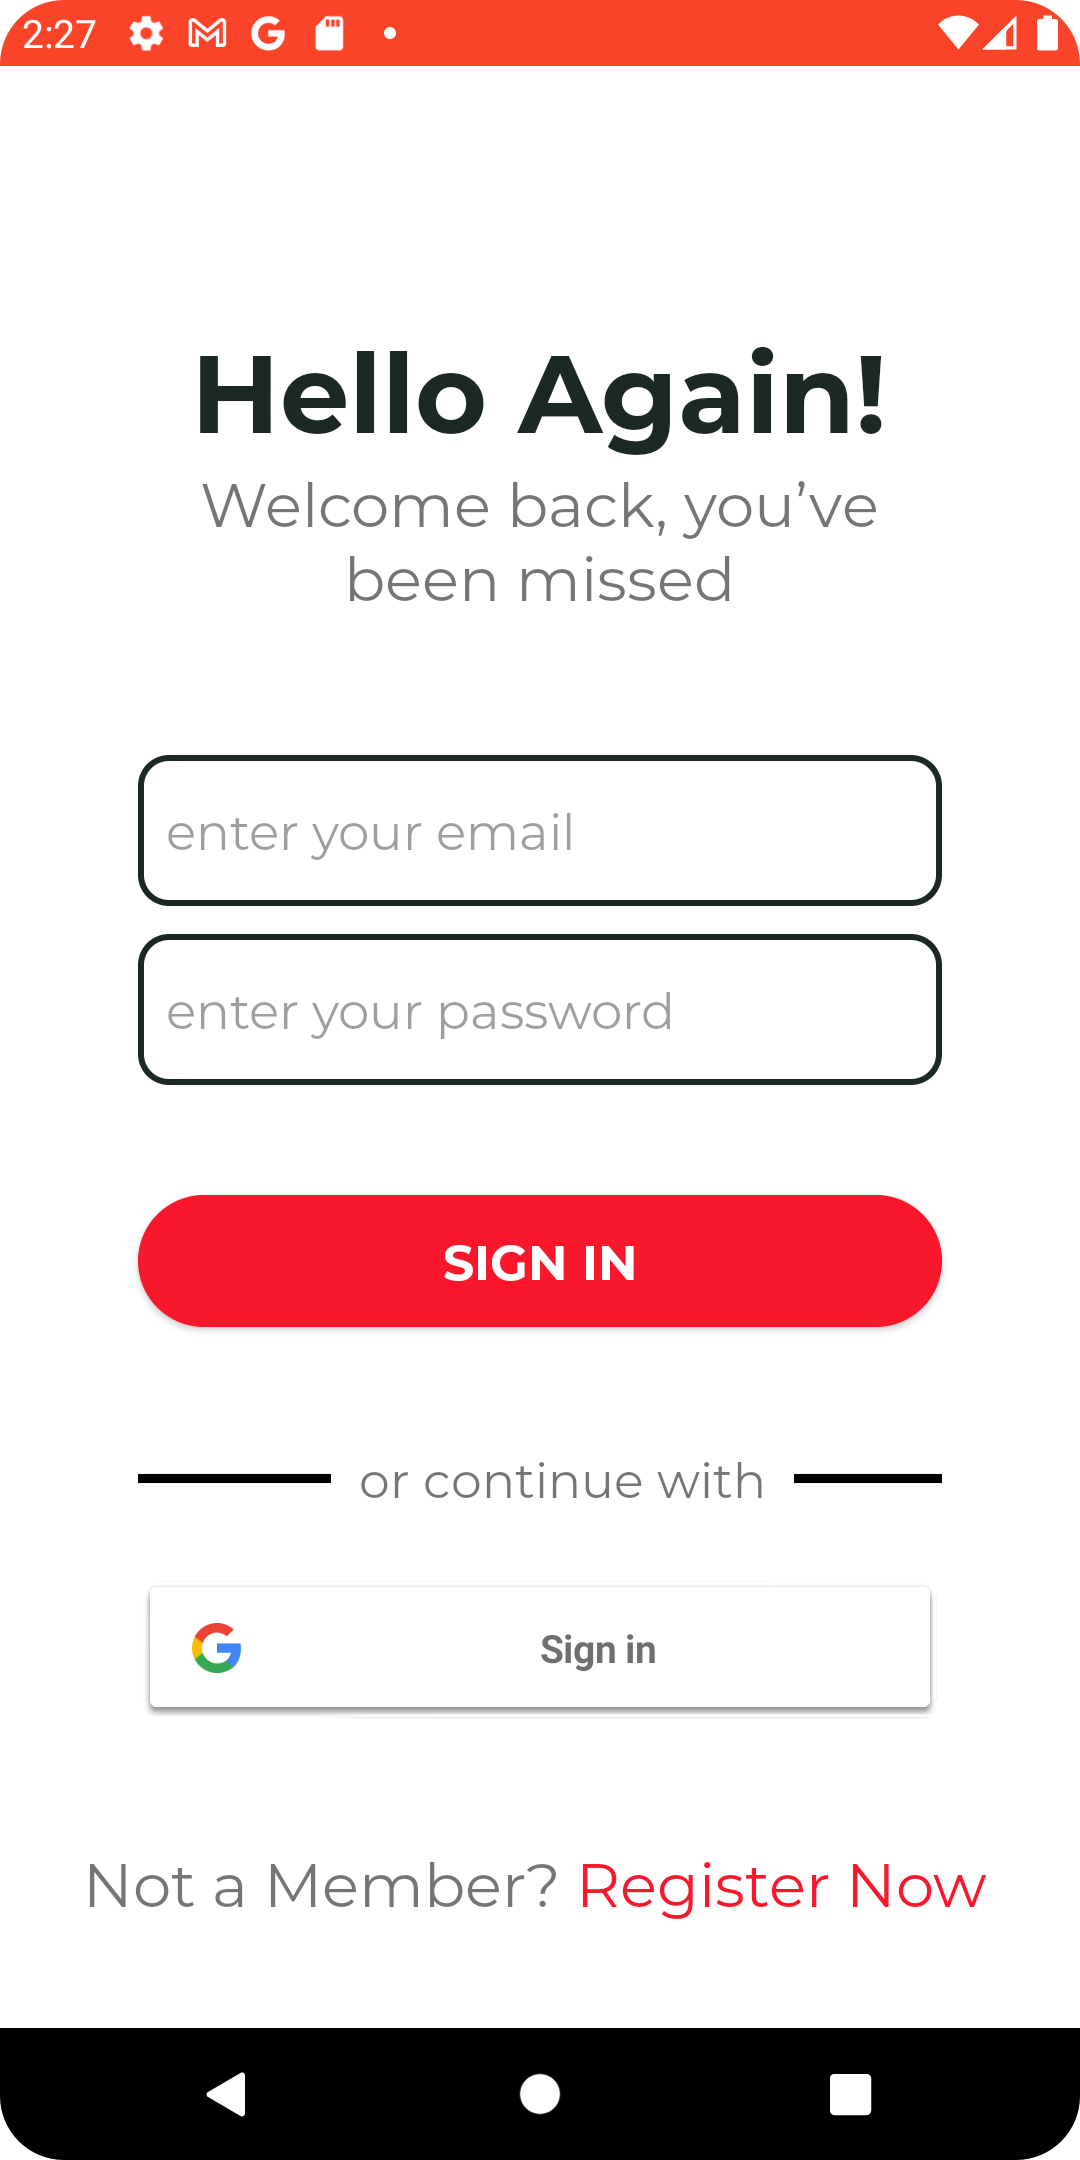 2:27
Hello Again!
Welcome back, you’ve
been missed
enter your email
enter your password
SIGN IN
or continue with
Sign in
Not a Member? Register Now